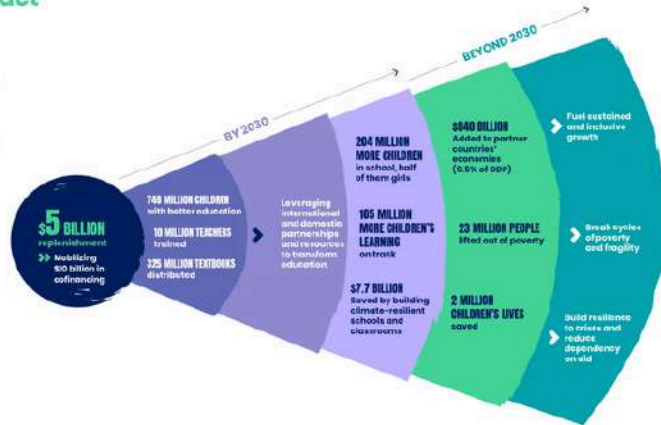 BY 2030
BEYOND 2030
$5 BILLION
replenishment
Mobilizing
$10 billion in
cofinancing
MILLION CHILDREN
with better education
10 MILLION TEACHERS
trained
325 MILLION TEXTBOOKS
distributed
Leveraging
international
and domestic
partnerships
and resources
to transform
education
204 MILLION
MORE CHILDREN
in school, half
of them girls
105 MILLION
MORE CHILDREN'S
LEARNING
on track
$7.7 BILLION
Saved by building
climate-resilient
schools and
classrooms
$640 BILLION
Added to partner
countries'
economies
(0.5% of GDP)
23 MILLION PEOPLE
lifted out of poverty
2 MILLION
CHILDREN'S LIVES
saved
Fuel sustained
and inclusive
growth
Break cycles
of poverty
and fragility
Build resilience
to crises and
reduce
dependency
on aid